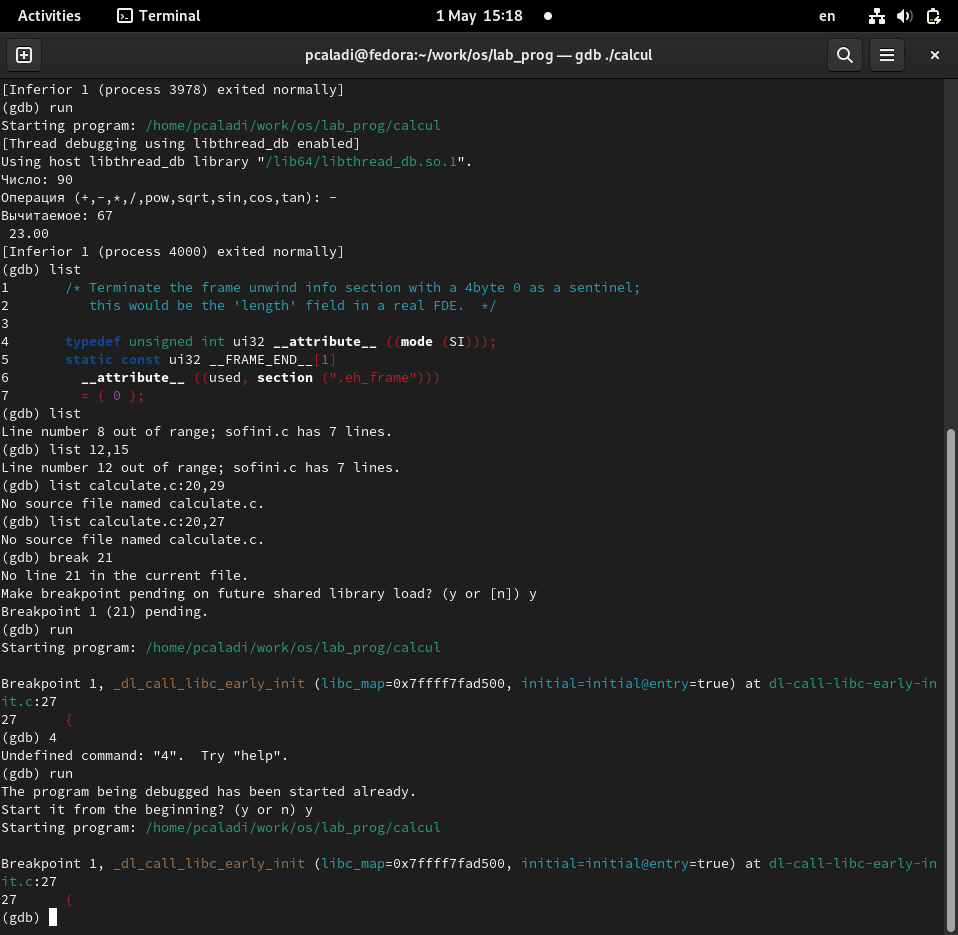 Activities Terminal 1 May 15:18 en
pcaladi@fedora:~/work/os/lab_prog — gdb ./calcul
[Inferior 1 (process 3978) exited normally]
(gdb) run
Starting program: /home/pcaladi/work/os/lab_prog/calcul
[Thread debugging using libthread_db enabled]
Using host libthread_db library "/lib64/libthread_db.so.1".
Число: 90
Операция (+,-,*,/,pow,sqrt,sin,cos,tan): -
Вычитаемое: 67
 23.00
[Inferior 1 (process 4000) exited normally]
(gdb) list
1       /* Terminate the frame unwind info section with a 4byte 0 as a sentinel;
2          this would be the 'length' field in a real FDE.  */
3
4       typedef unsigned int ui32 __attribute__ ((mode (SI)));
5       static const ui32 __FRAME_END__[1]
6         __attribute__ ((used, section (".eh_frame")))
7         = { 0 };
(gdb) list
Line number 8 out of range; sofini.c has 7 lines.
(gdb) list 12,15
Line number 12 out of range; sofini.c has 7 lines.
(gdb) list calculate.c:20,29
No source file named calculate.c.
(gdb) list calculate.c:20,27
No source file named calculate.c.
(gdb) break 21
No line 21 in the current file.
Make breakpoint pending on future shared library load? (y or [n]) y
Breakpoint 1 (21) pending.
(gdb) run
Starting program: /home/pcaladi/work/os/lab_prog/calcul

Breakpoint 1, _dl_call_libc_early_init (libc_map=0x7ffff7fad500, initial=initial@entry=true) at dl-call-libc-early-in
it.c:27
27      {
(gdb) 4
Undefined command: "4".  Try "help".
(gdb) run
The program being debugged has been started already.
Start it from the beginning? (y or n) y
Starting program: /home/pcaladi/work/os/lab_prog/calcul

Breakpoint 1, _dl_call_libc_early_init (libc_map=0x7ffff7fad500, initial=initial@entry=true) at dl-call-libc-early-in
it.c:27
27      {
(gdb)